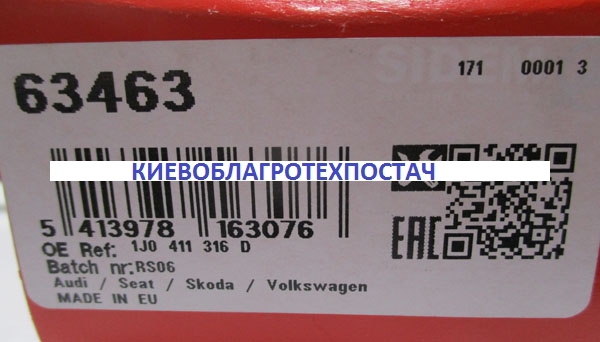 SIDEM
171 0001 3
63463
КИЕВОБЛАГРОТЕХПОСТАЧ
5 413978 163076
EAC
OE Ref: 1J0 411 316 D
Batch nr:RS06
Audi / Seat / Skoda / Volkswagen
MADE IN EU